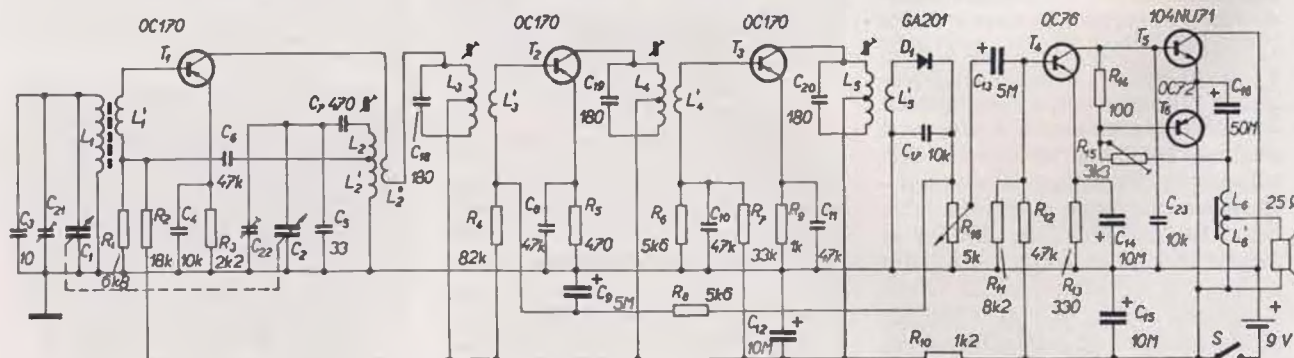 OC170 OC170 OC170 GA201 OC76 104NU71
T₁ T₂ T₃ D₁ T₄ T₅
L₁ L₁' C₇ 470 L₃ C₁₉ L₄ C₂₀ L₅ C₁₃ 5M R₁₄ 100 OC72 C₁₆
C₆ 47k L₂ L₂' L₂' C₁₈ 180 L₃' 180 L₄' 180 L₅' C₁₇ 10k T₆ 50M
R₁₅ 3k3
C₃ 10 C₂₁ C₁ R₁ 6k8 R₂ 18k C₄ 10k R₃ 2k2 C₂₂ C₂ C₅ 33
R₄ 82k C₈ 47k R₅ 470 R₆ 5k6 C₁₀ 47k R₇ 33k R₉ 1k C₁₁ 47k
R₁₆ 5k R₁₁ 8k2 R₁₂ 47k R₁₃ 330 C₁₄ 10M C₂₃ 10k L₆ L₆' 25Ω
C₉ 5M R₈ 5k6 C₁₂ 10M R₁₀ 1k2 C₁₅ 10M S 9 V